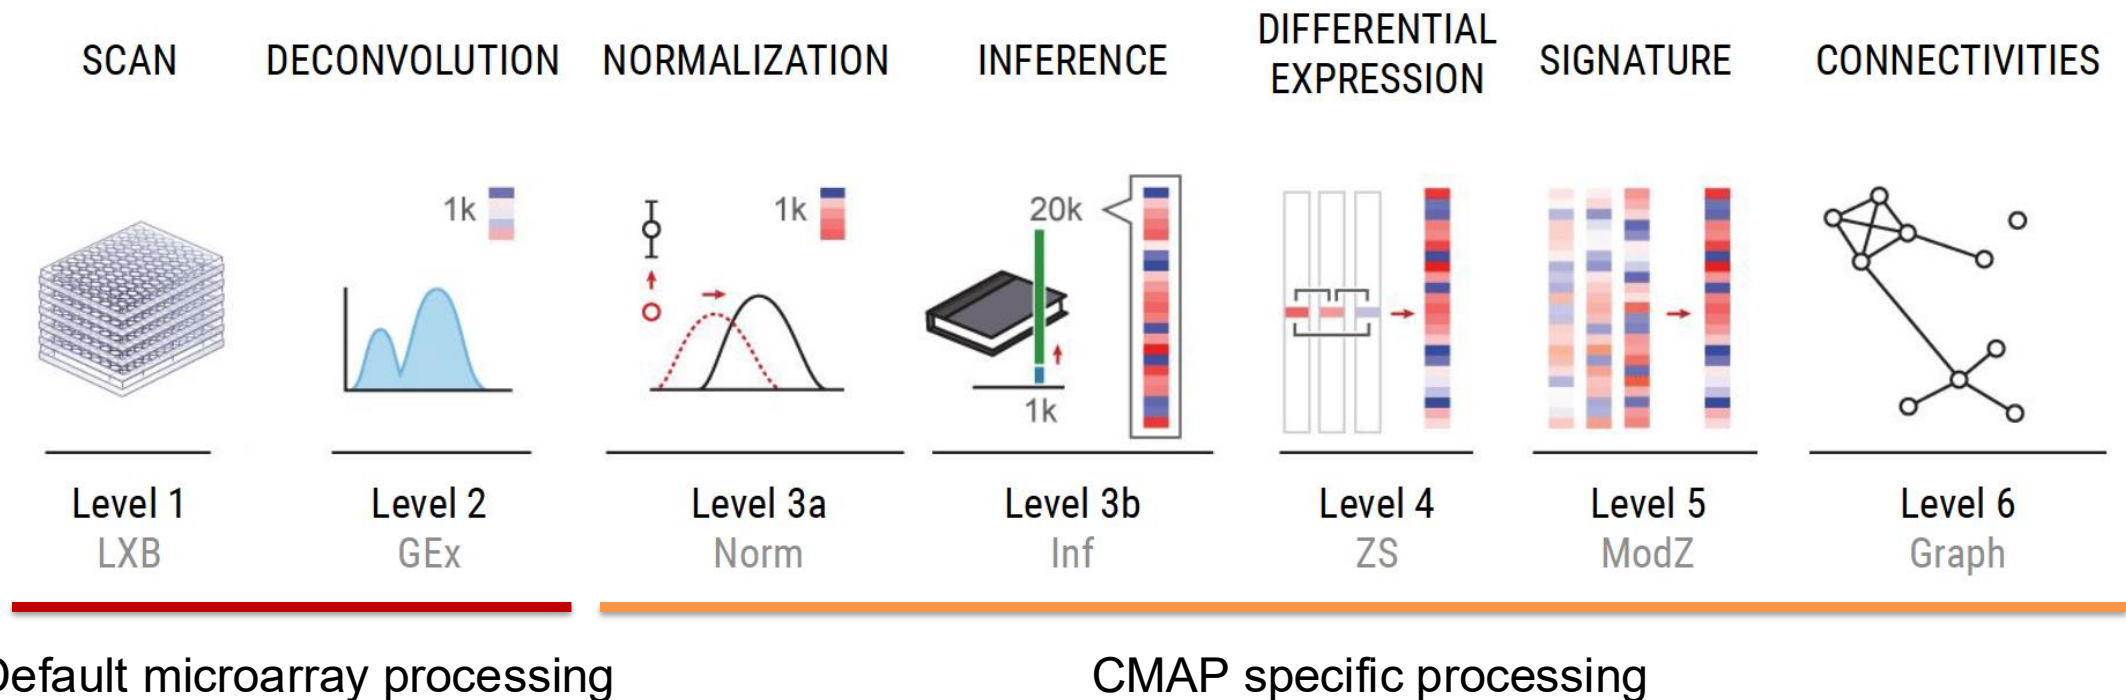 SCAN
DECONVOLUTION
NORMALIZATION
INFERENCE
DIFFERENTIAL
EXPRESSION
SIGNATURE
CONNECTIVITIES
1k
1k
20k
1k
Level 1
LXB
Level 2
GEx
Level 3a
Norm
Level 3b
Inf
Level 4
ZS
Level 5
ModZ
Level 6
Graph
Default microarray processing
CMAP specific processing